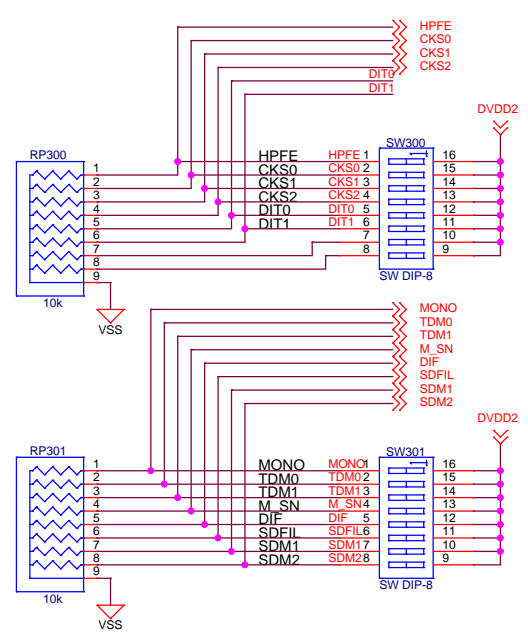 HPFE
CKS0
CKS1
CKS2
DIT0
DIT1
DVDD2
RP300
SW300
1 HPFE HPFE 1 16
2 CKS0 CKS0 2 15
3 CKS1 CKS1 3 14
4 CKS2 CKS2 4 13
5 DIT0 DIT0 5 12
6 DIT1 DIT1 6 11
7 7 10
8 8 9
9
10k
SW DIP-8
VSS
MONO
TDM0
TDM1
M_SN
DIF
SDFIL
SDM1
SDM2
DVDD2
RP301
SW301
1 MONO MONO1 16
2 TDM0 TDM0 2 15
3 TDM1 TDM1 3 14
4 M_SN M_SN4 13
5 DIF DIF 5 12
6 SDFIL SDFIL6 11
7 SDM1 SDM17 10
8 SDM2 SDM28 9
9
10k
SW DIP-8
VSS